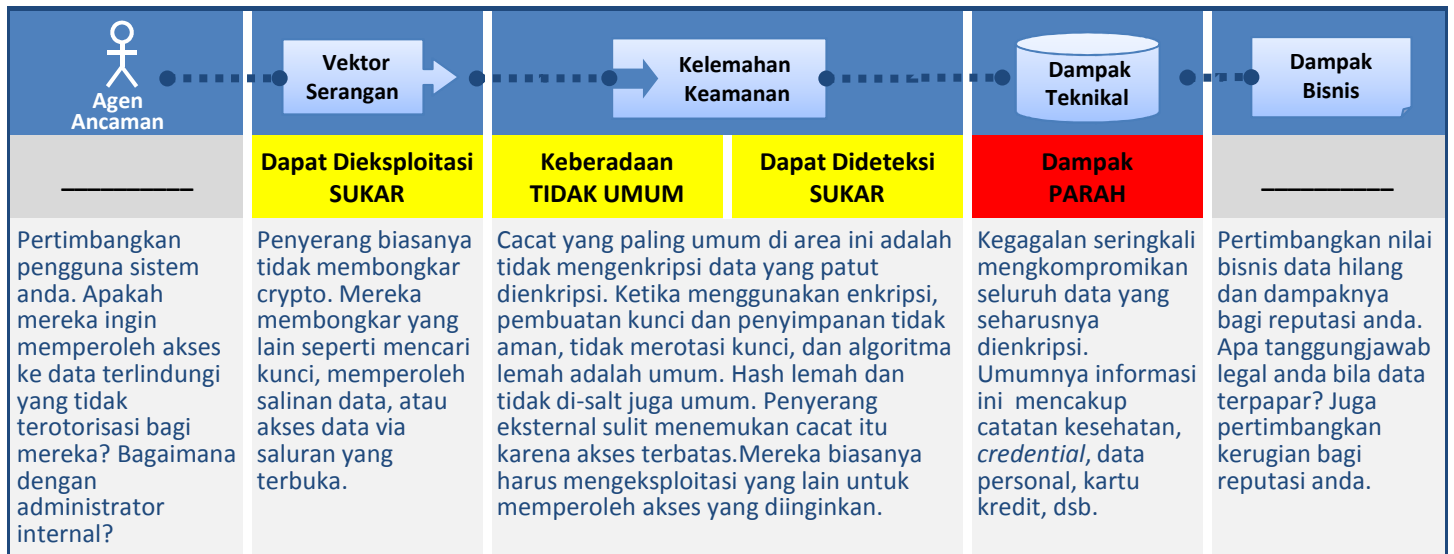 Agen
Ancaman
Vektor
Serangan
Kelemahan
Keamanan
Dampak
Teknikal
Dampak
Bisnis
__________
Dapat Dieksploitasi
SUKAR
Keberadaan
TIDAK UMUM
Dapat Dideteksi
SUKAR
Dampak
PARAH
__________
Pertimbangkan
pengguna sistem
anda. Apakah
mereka ingin
memperoleh akses
ke data terlindungi
yang tidak
terotorisasi bagi
mereka? Bagaimana
dengan
administrator
internal?
Penyerang biasanya
tidak membongkar
crypto. Mereka
membongkar yang
lain seperti mencari
kunci, memperoleh
salinan data, atau
akses data via
saluran yang
terbuka.
Cacat yang paling umum di area ini adalah
tidak mengenkripsi data yang patut
dienkripsi. Ketika menggunakan enkripsi,
pembuatan kunci dan penyimpanan tidak
aman, tidak merotasi kunci, dan algoritma
lemah adalah umum. Hash lemah dan
tidak di-salt juga umum. Penyerang
eksternal sulit menemukan cacat itu
karena akses terbatas.Mereka biasanya
harus mengeksploitasi yang lain untuk
memperoleh akses yang diinginkan.
Kegagalan seringkali
mengkompromikan
seluruh data yang
seharusnya
dienkripsi.
Umumnya informasi
ini mencakup
catatan kesehatan,
credential, data
personal, kartu
kredit, dsb.
Pertimbangkan nilai
bisnis data hilang
dan dampaknya
bagi reputasi anda.
Apa tanggungjawab
legal anda bila data
terpapar? Juga
pertimbangkan
kerugian bagi
reputasi anda.